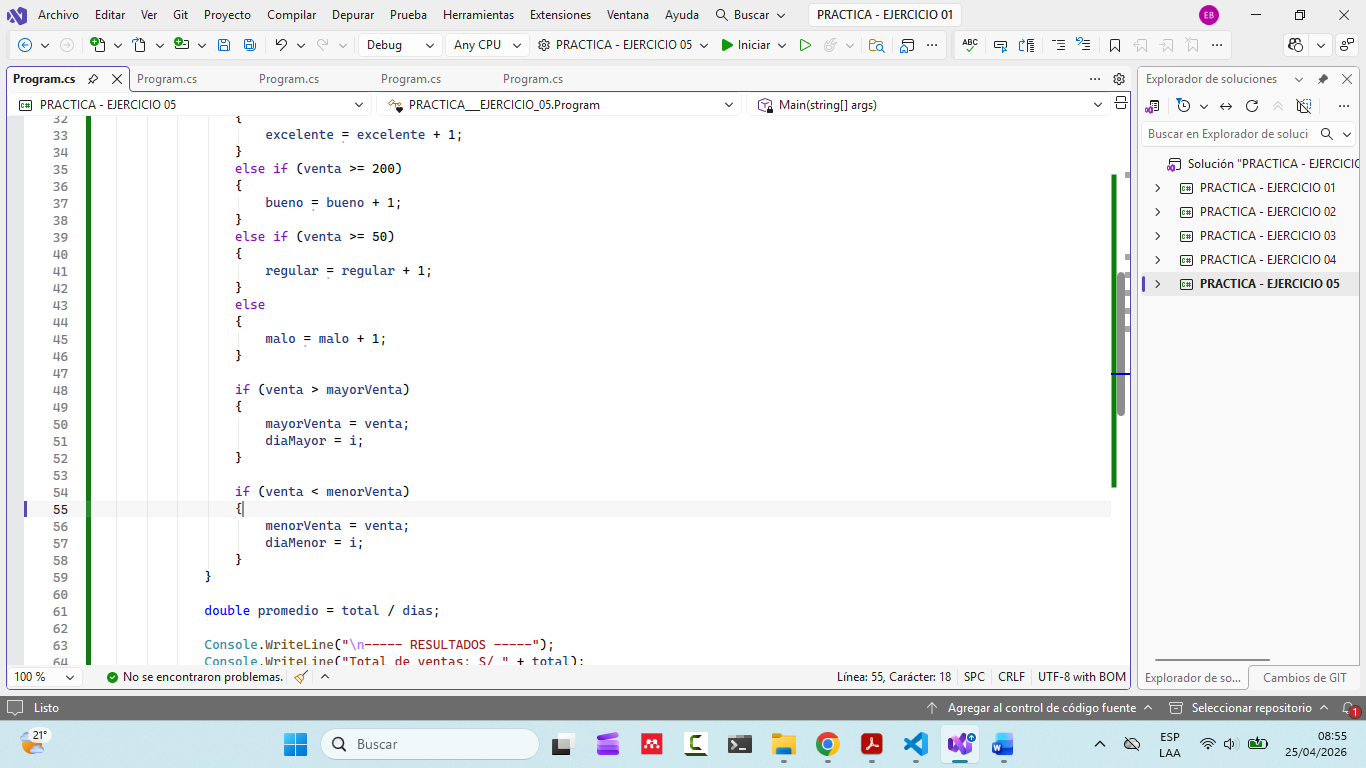 Archivo Editar Ver Git Proyecto Compilar Depurar Prueba Herramientas Extensiones Ventana Ayuda Buscar PRACTICA - EJERCICIO 01 EB
Debug Any CPU PRACTICA - EJERCICIO 05 Iniciar ABC
Program.cs Program.cs Program.cs Program.cs Program.cs
PRACTICA - EJERCICIO 05 PRACTICA___EJERCICIO_05.Program Main(string[] args)
32 {
33 excelente = excelente + 1;
34 }
35 else if (venta >= 200)
36 {
37 bueno = bueno + 1;
38 }
39 else if (venta >= 50)
40 {
41 regular = regular + 1;
42 }
43 else
44 {
45 malo = malo + 1;
46 }
47
48 if (venta > mayorVenta)
49 {
50 mayorVenta = venta;
51 diaMayor = i;
52 }
53
54 if (venta < menorVenta)
55 {
56 menorVenta = venta;
57 diaMenor = i;
58 }
59 }
60
61 double promedio = total / dias;
62
63 Console.WriteLine("\n----- RESULTADOS -----");
64 Console.WriteLine("Total de ventas: S/ " + total);
100 % No se encontraron problemas. Línea: 55, Carácter: 18 SPC CRLF UTF-8 with BOM
Explorador de soluciones
Buscar en Explorador de soluci
Solución "PRACTICA - EJERCICIO
C# PRACTICA - EJERCICIO 01
C# PRACTICA - EJERCICIO 02
C# PRACTICA - EJERCICIO 03
C# PRACTICA - EJERCICIO 04
C# PRACTICA - EJERCICIO 05
Explorador de so... Cambios de GIT
Listo Agregar al control de código fuente Seleccionar repositorio 1
21° Buscar ESP LAA 08:55
25/04/2026